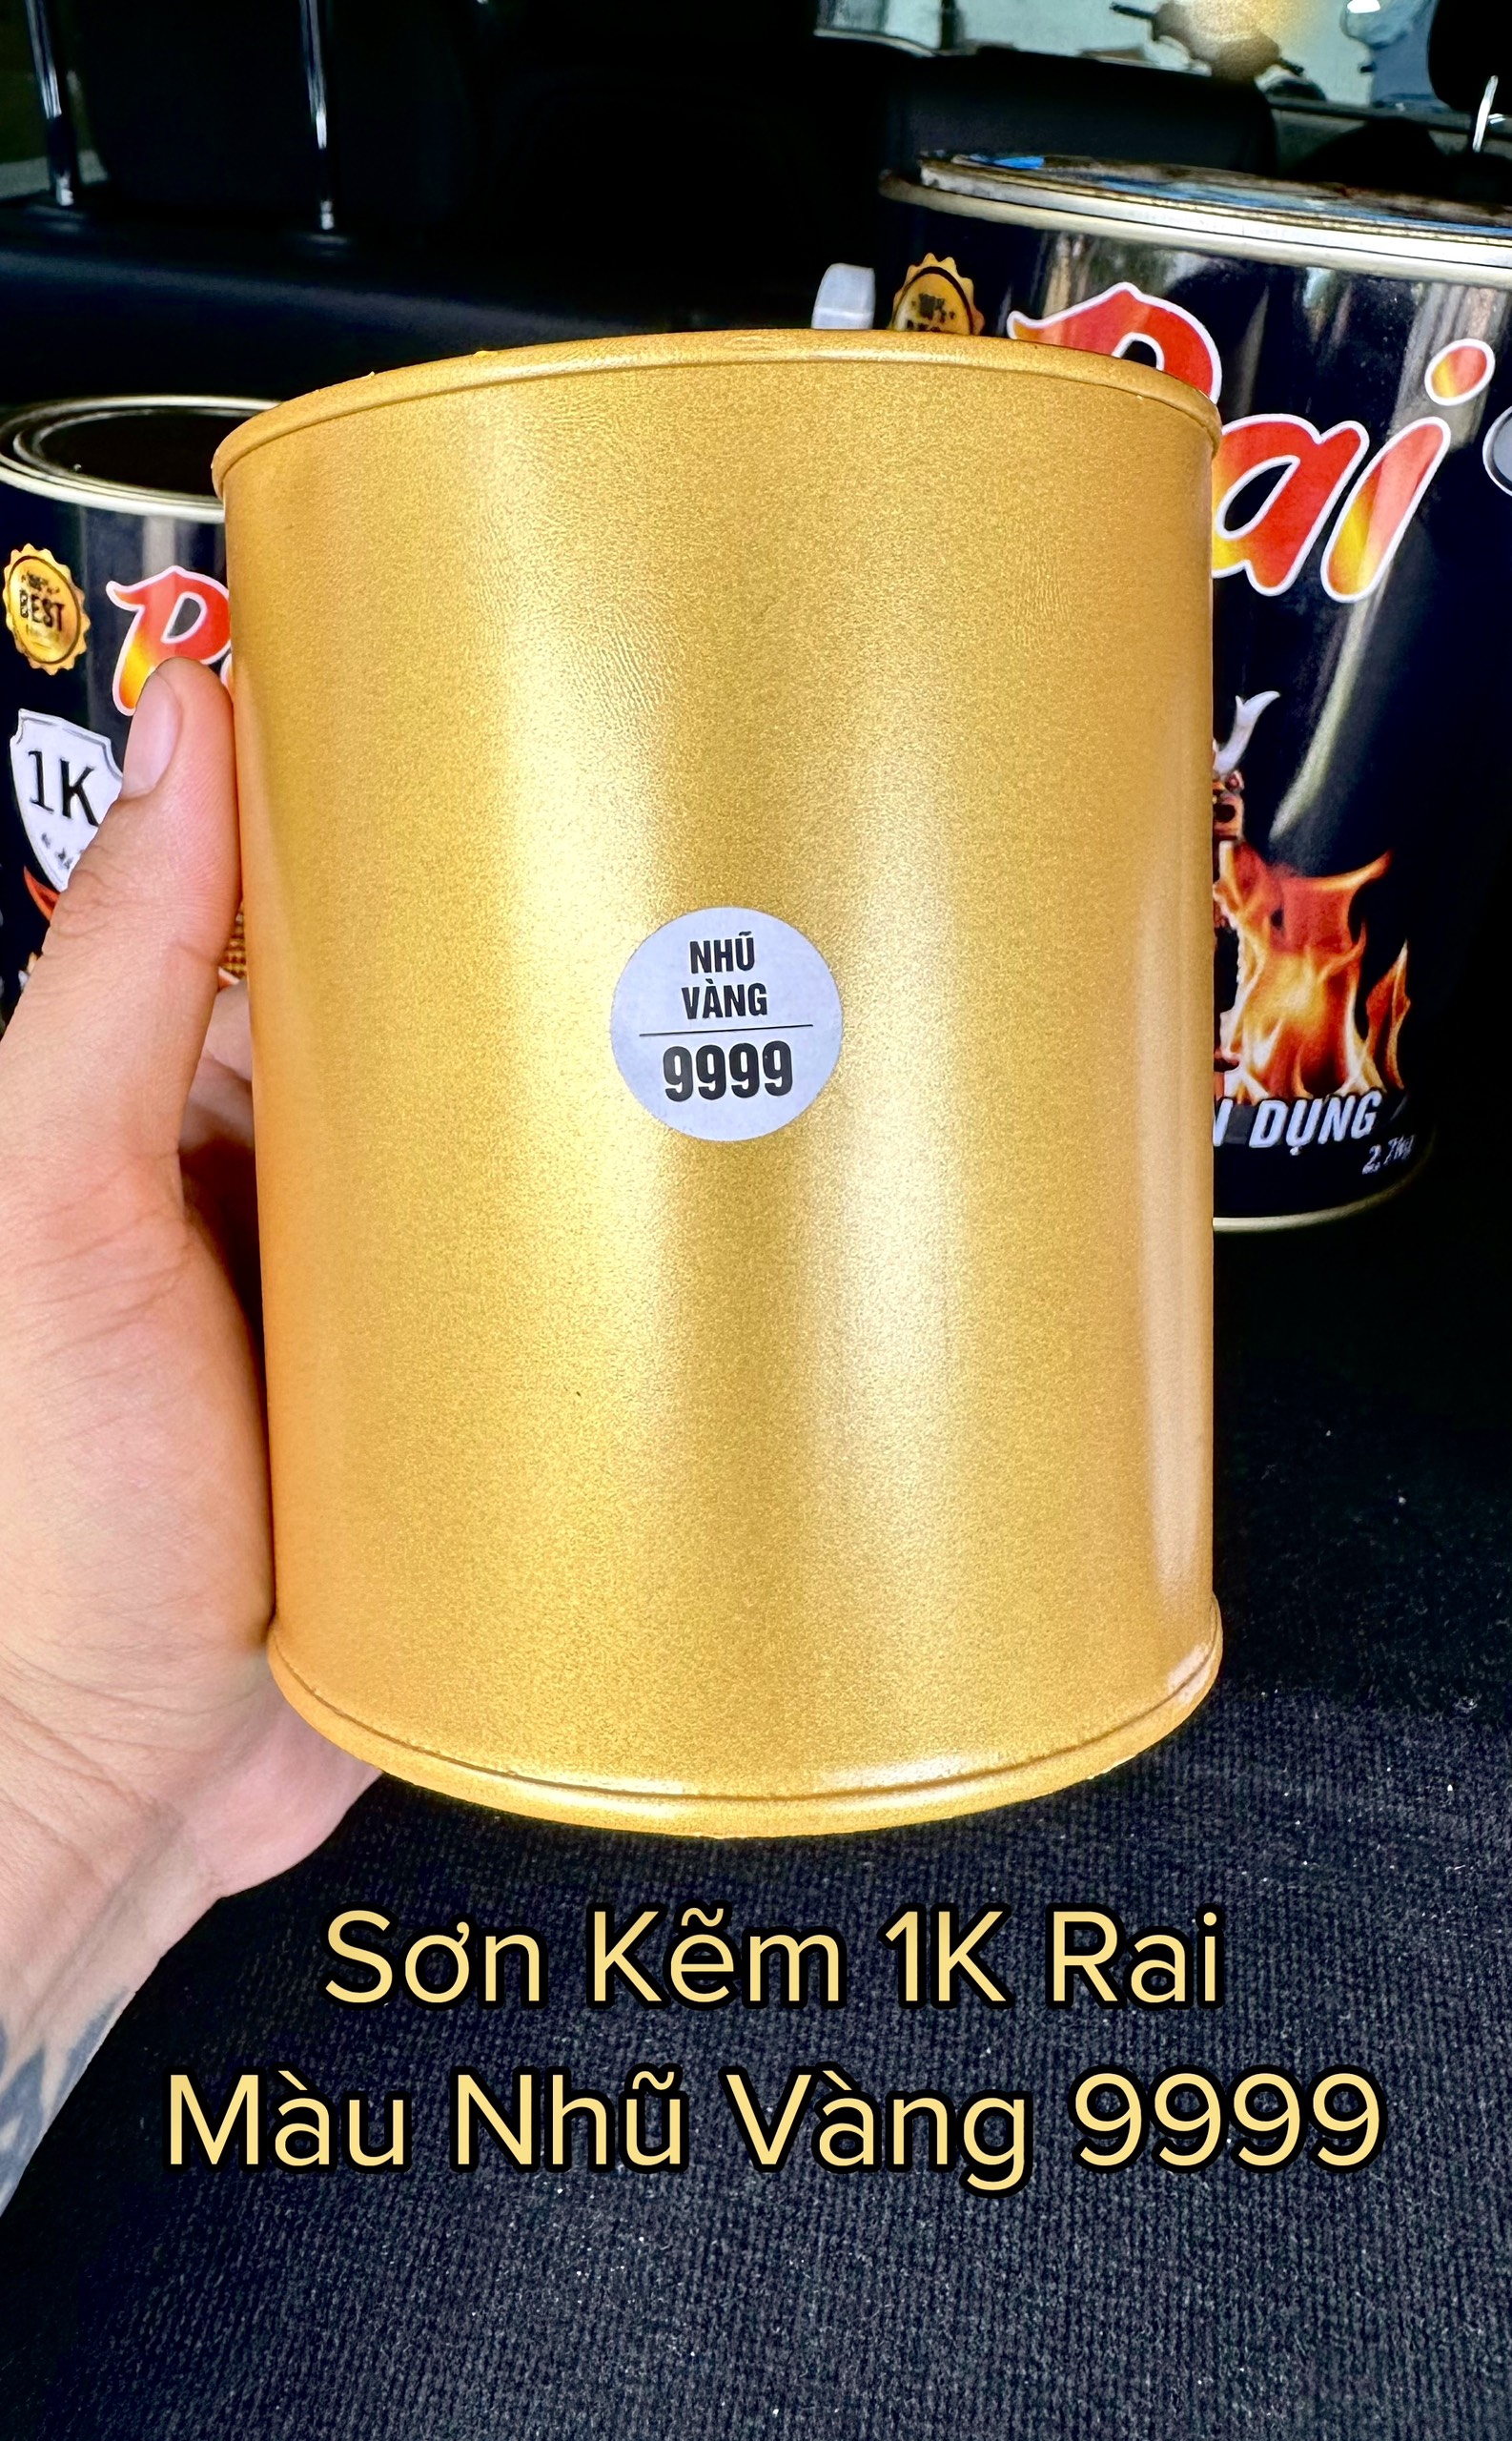 Rai
BEST
1K
NHŨ
VÀNG
9999
DỤNG
Sơn Kẽm 1K Rai
Màu Nhũ Vàng 9999